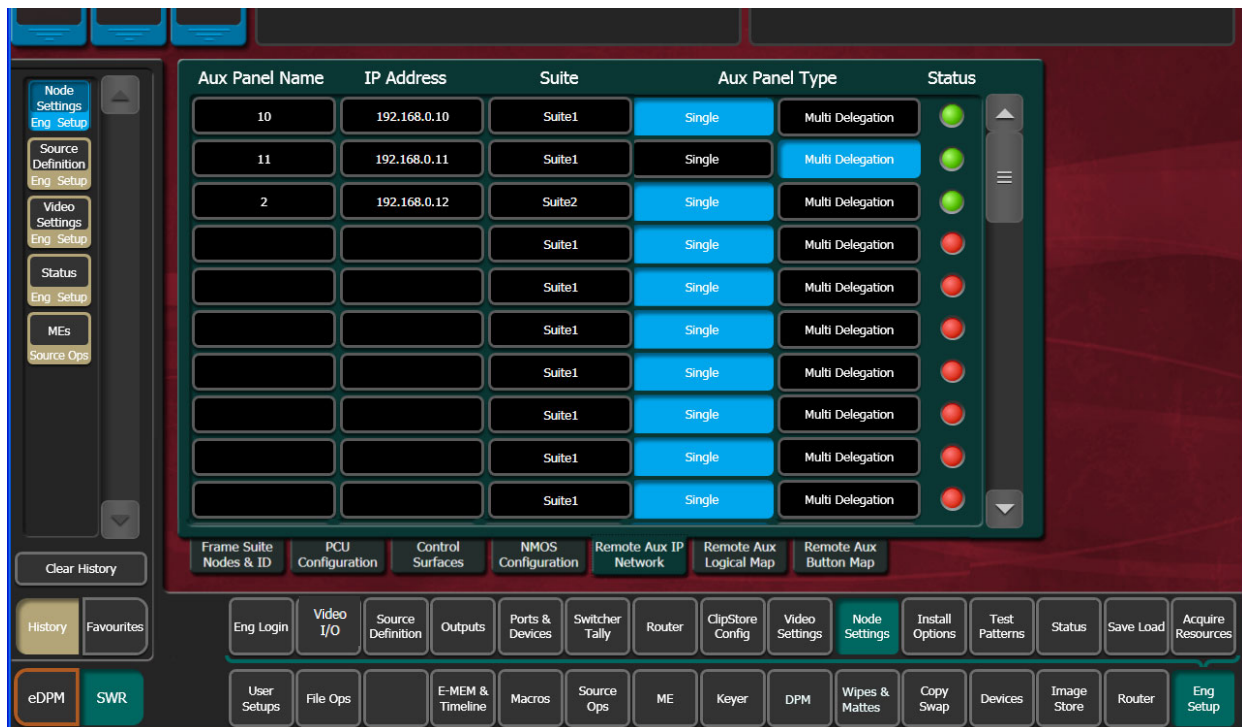 Aux Panel Name IP Address Suite Aux Panel Type Status
10 192.168.0.10 Suite1 Single Multi Delegation
11 192.168.0.11 Suite1 Single Multi Delegation
2 192.168.0.12 Suite2 Single Multi Delegation
Suite1 Single Multi Delegation
Suite1 Single Multi Delegation
Suite1 Single Multi Delegation
Suite1 Single Multi Delegation
Suite1 Single Multi Delegation
Suite1 Single Multi Delegation
Suite1 Single Multi Delegation
Node
Settings
Eng Setup
Source
Definition
Eng Setup
Video
Settings
Eng Setup
Status
Eng Setup
MEs
Source Ops
Clear History
History Favourites
eDPM SWR
Frame Suite
Nodes & ID
PCU
Configuration
Control
Surfaces
NMOS
Configuration
Remote Aux IP
Network
Remote Aux
Logical Map
Remote Aux
Button Map
Eng Login
Video
I/O
Source
Definition
Outputs
Ports &
Devices
Switcher
Tally
Router
ClipStore
Config
Video
Settings
Node
Settings
Install
Options
Test
Patterns
Status
Save Load
Acquire
Resources
User
Setups
File Ops
E-MEM &
Timeline
Macros
Source
Ops
ME
Keyer
DPM
Wipes &
Mattes
Copy
Swap
Devices
Image
Store
Router
Eng
Setup